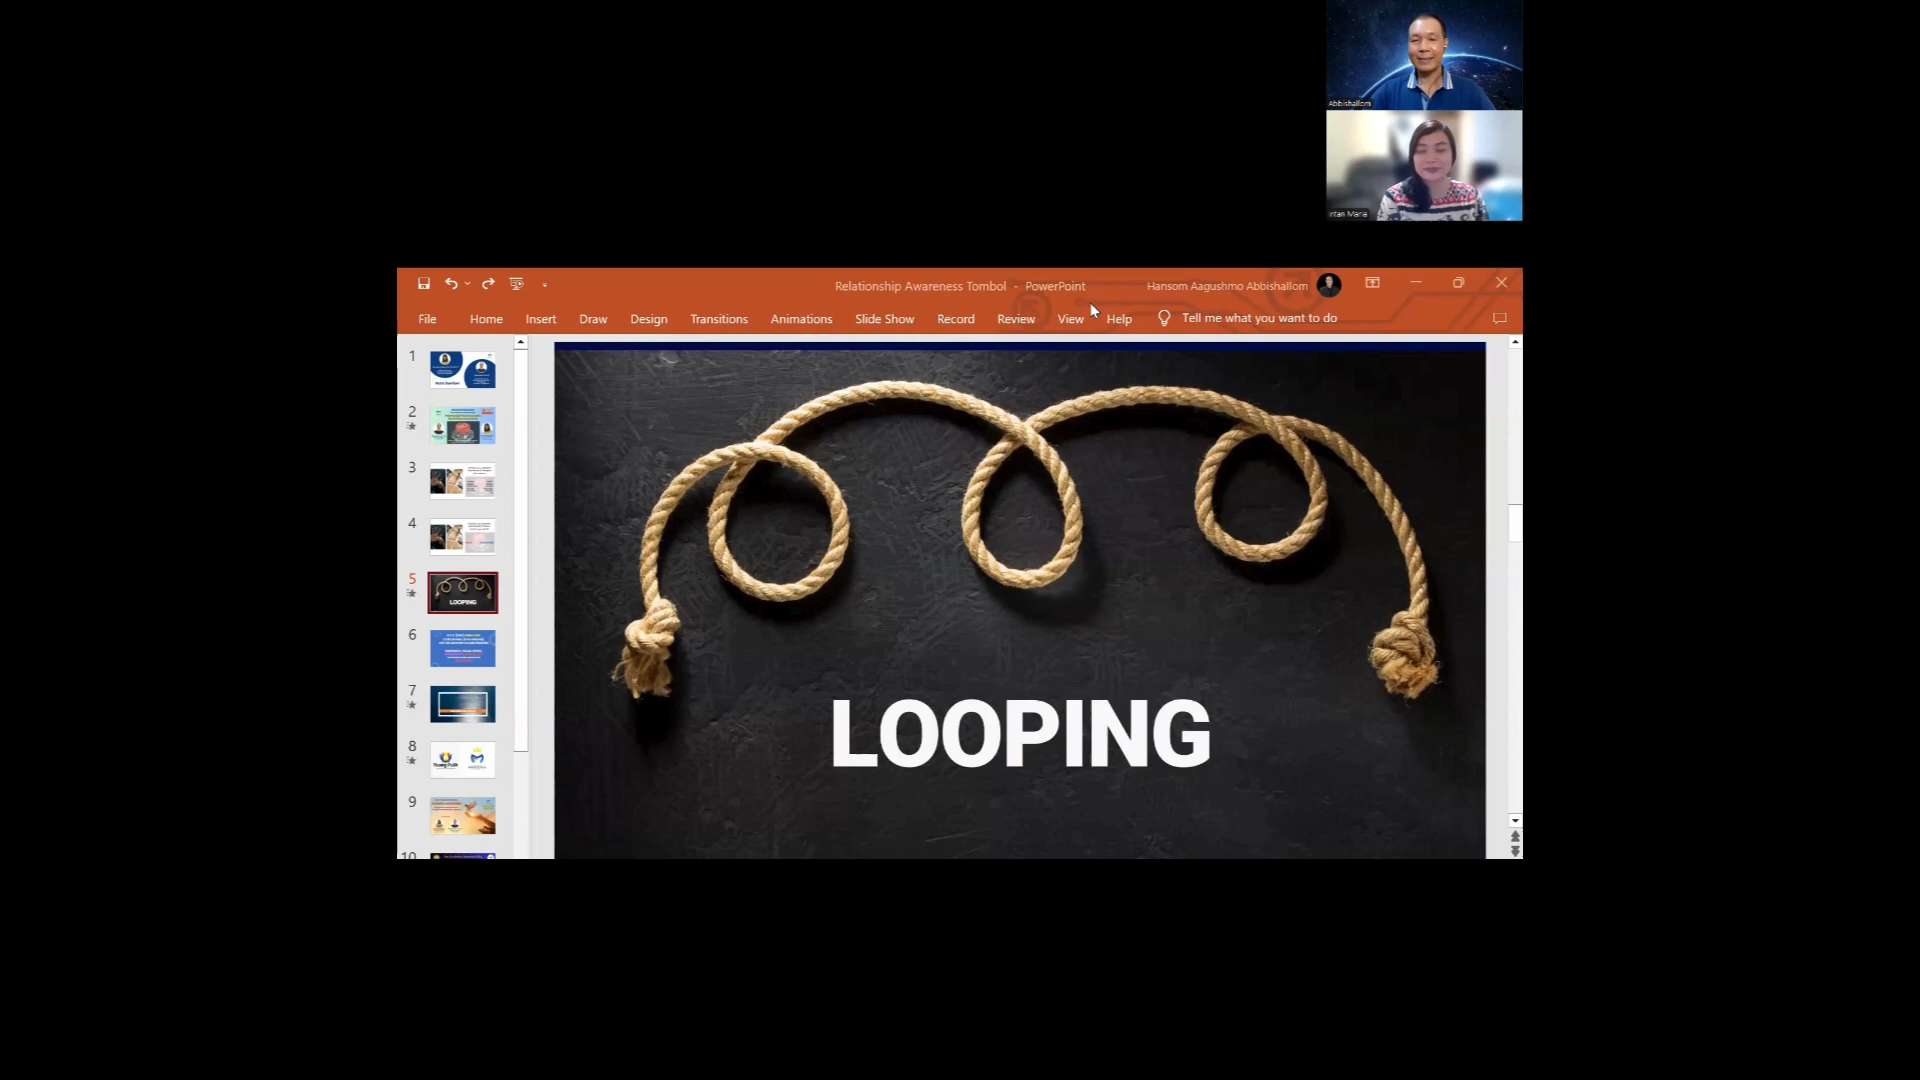 Abbishallom
Intan Maria
Relationship Awareness Tombol - PowerPoint
Hansom Aagushmo Abbishallom
File
Home
Insert
Draw
Design
Transitions
Animations
Slide Show
Record
Review
View
Help
Tell me what you want to do
1
2
3
4
5
LOOPING
6
7
8
9
10
LOOPING